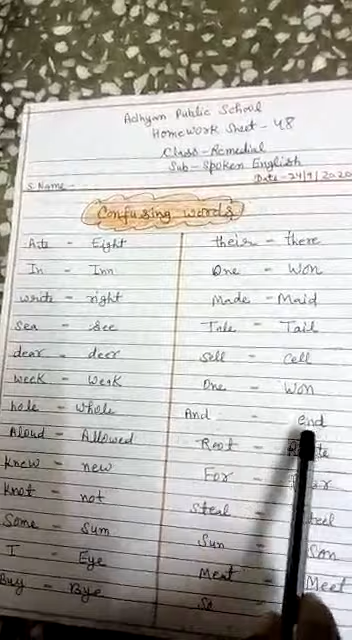 Adhyan Public School
Homework Sheet - 48
Class - Remedial
Sub - Spoken English
S. Name - Date - 24/9/2020
Confusing words
Ate - Eight
In - Inn
write - right
sea - see
dear - deer
week - weak
hole - whole
Aloud - Allowed
Knew - new
knot - not
Some - Sum
I - Eye
Buy - Bye
their - there
One - Won
Made - Maid
Tale - Tail
Sell - Cell
One - Won
And - end
Root -
For -
Steal -
Sun - Son
Meat - Meet
So -